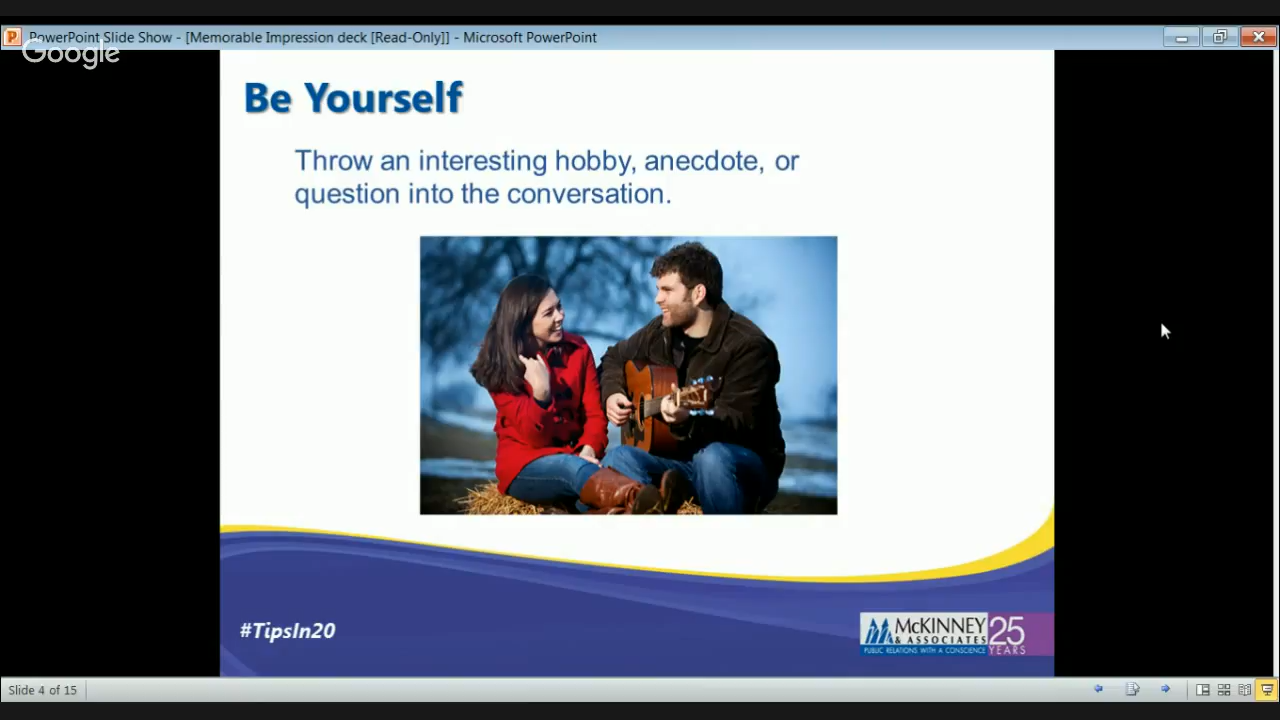 PowerPoint Slide Show - [Memorable Impression deck [Read-Only]] - Microsoft PowerPoint
Google
Be Yourself
Throw an interesting hobby, anecdote, or
question into the conversation.
#TipsIn20
McKINNEY
& ASSOCIATES
PUBLIC RELATIONS WITH A CONSCIENCE
25
YEARS
Slide 4 of 15